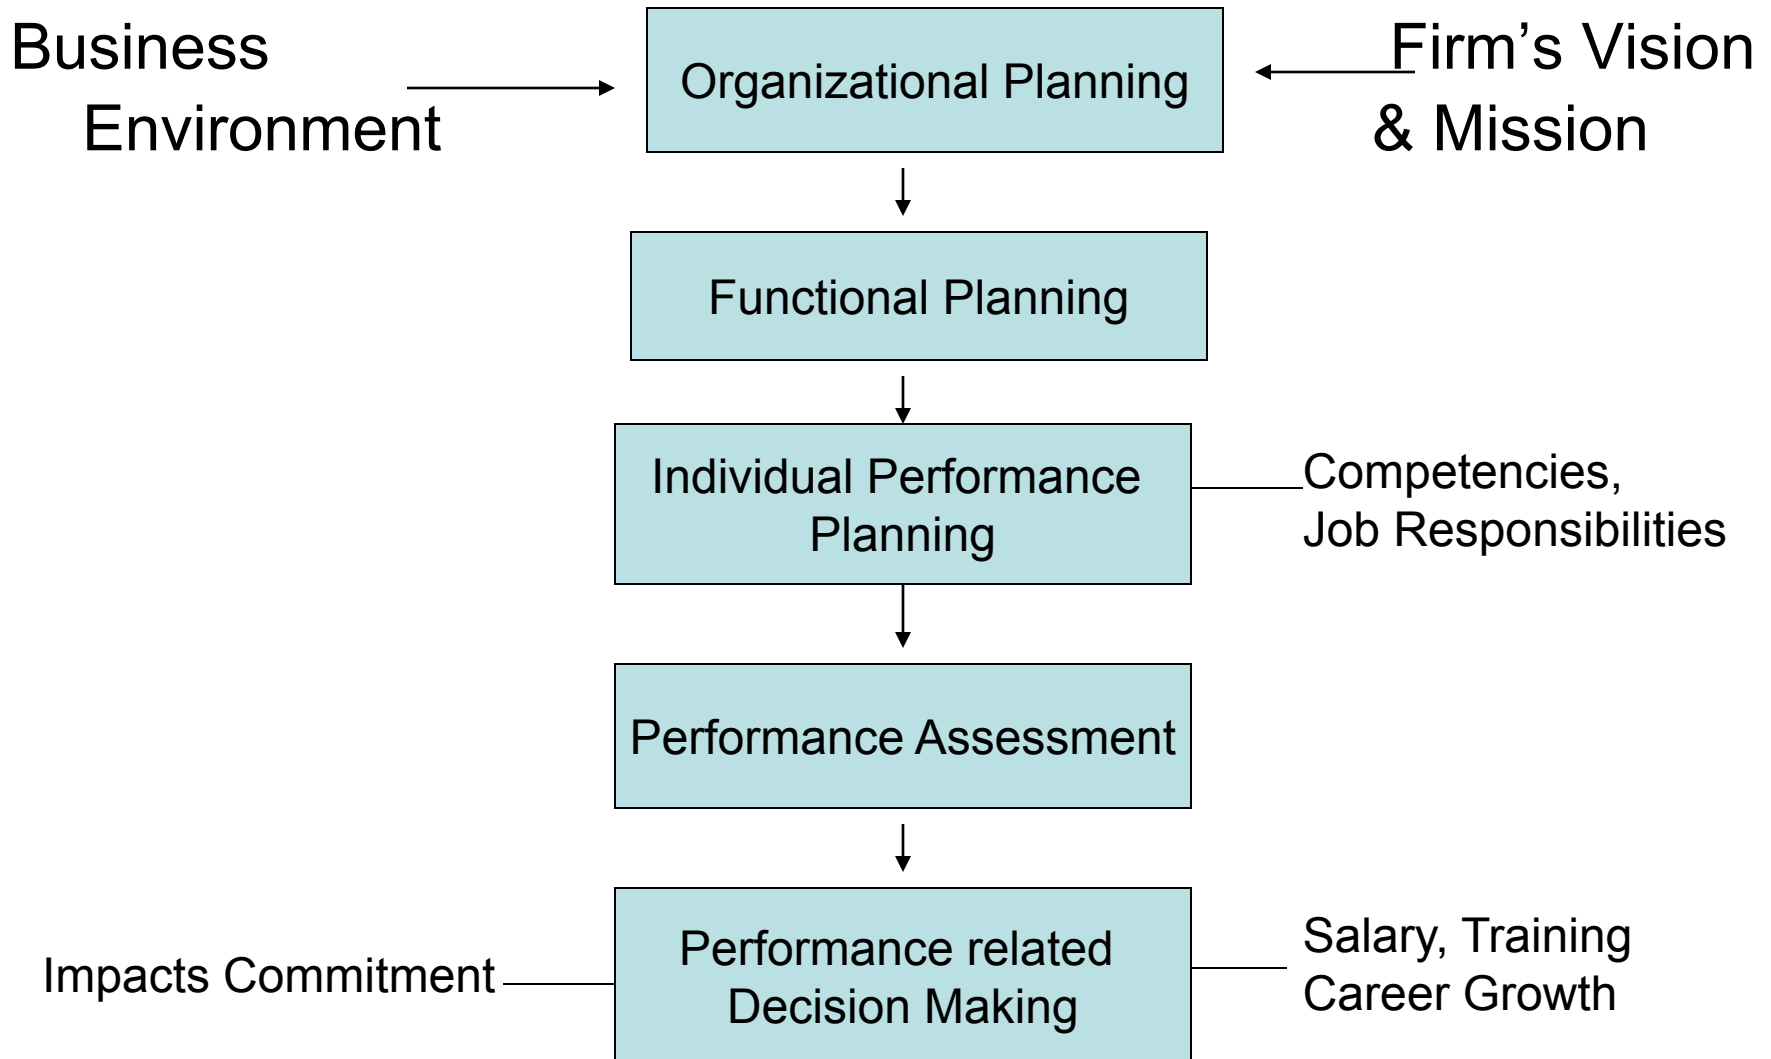 Business
Environment
Organizational Planning
Firm’s Vision
& Mission
Functional Planning
Individual Performance
Planning
Competencies,
Job Responsibilities
Performance Assessment
Impacts Commitment
Performance related
Decision Making
Salary, Training
Career Growth